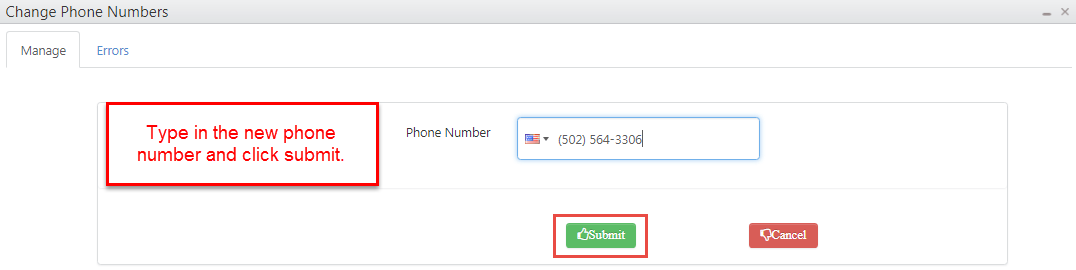 Change Phone Numbers
Manage
Errors
Type in the new phone
number and click submit.
Phone Number
(502) 564-3306
Submit
Cancel